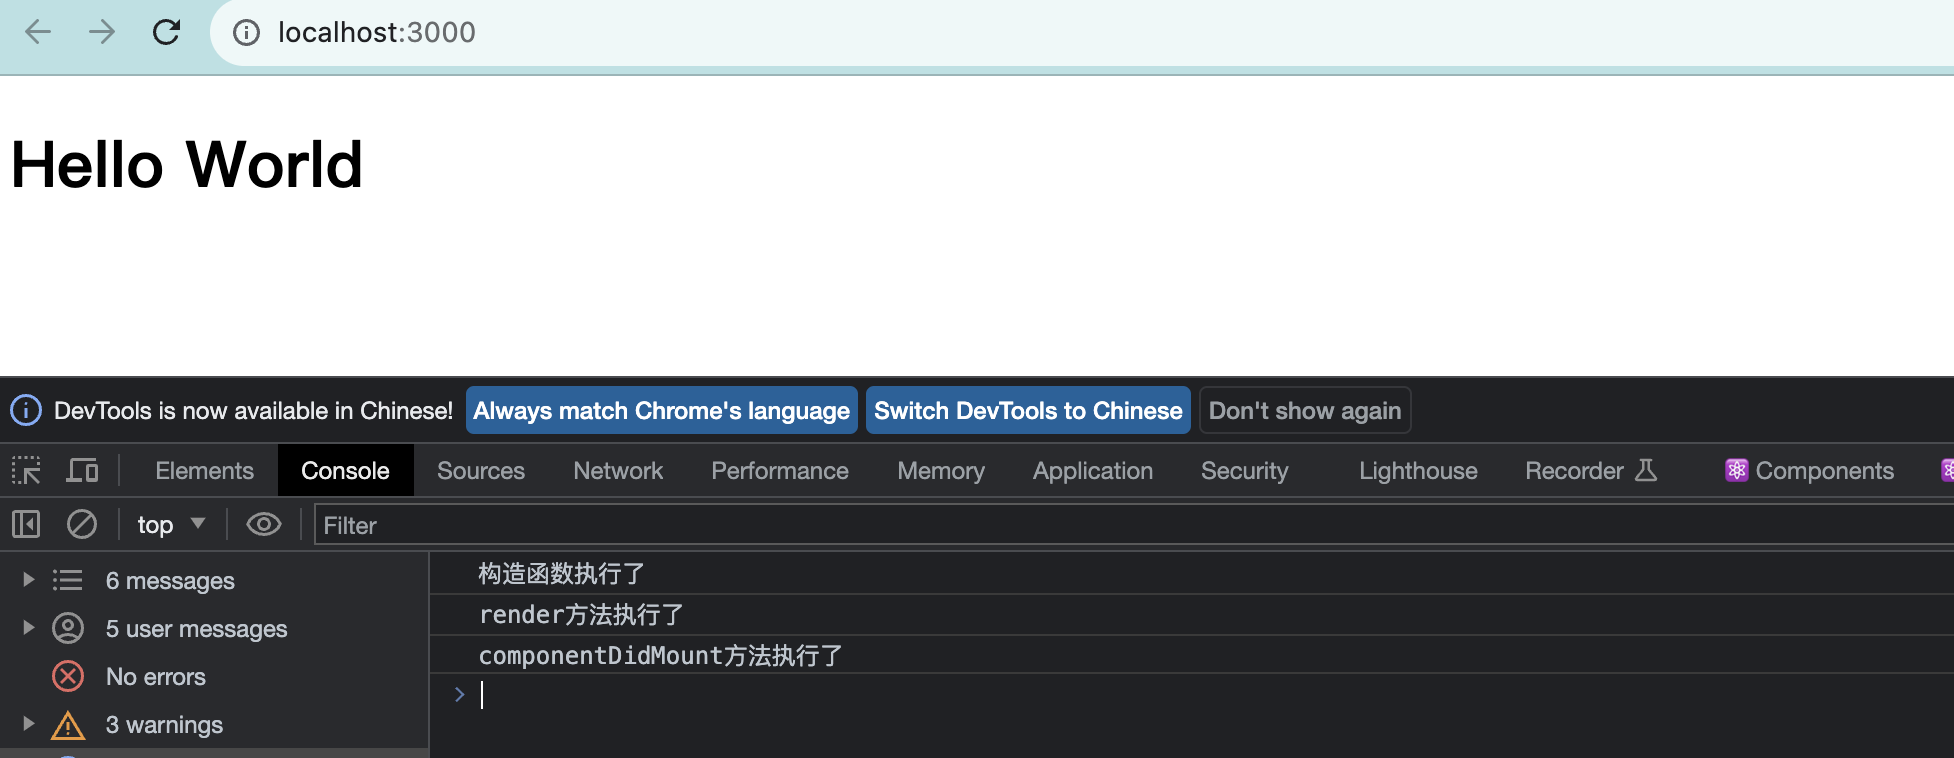 localhost:3000
Hello World
DevTools is now available in Chinese! Always match Chrome's language Switch DevTools to Chinese Don't show again
Elements Console Sources Network Performance Memory Application Security Lighthouse Recorder Components
top Filter
6 messages
5 user messages
No errors
3 warnings
构造函数执行了
render方法执行了
componentDidMount方法执行了
>